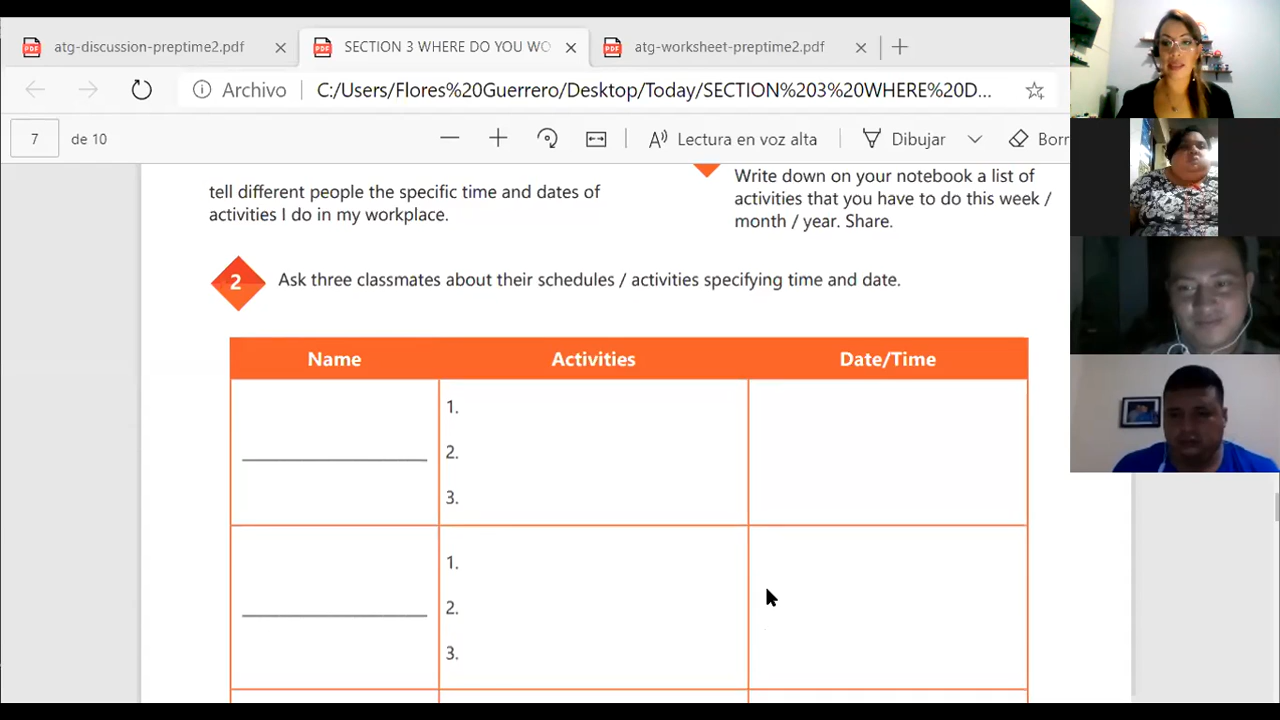 atg-discussion-preptime2.pdf
SECTION 3 WHERE DO YOU WO
atg-worksheet-preptime2.pdf
Archivo
C:/Users/Flores%20Guerrero/Desktop/Today/SECTION%203%20WHERE%20D...
7
de 10
Lectura en voz alta
Dibujar
Borr
tell different people the specific time and dates of
activities I do in my workplace.
Write down on your notebook a list of
activities that you have to do this week /
month / year. Share.
2
Ask three classmates about their schedules / activities specifying time and date.
Name
Activities
Date/Time
1.
2.
3.
1.
2.
3.